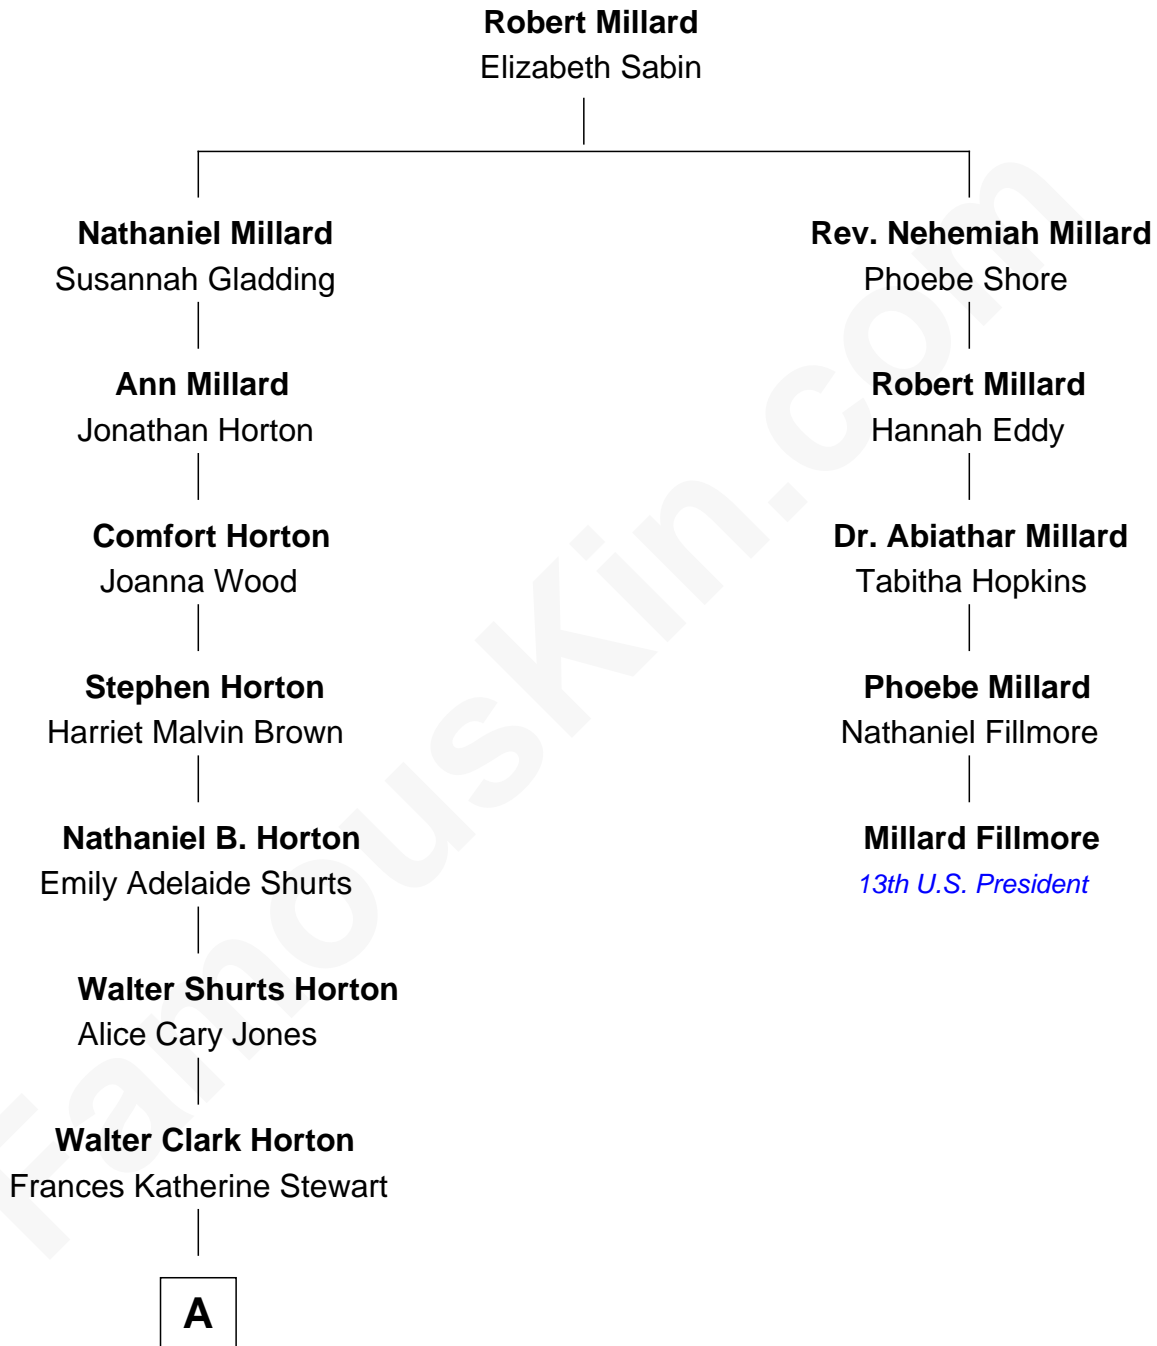 Robert Millard
Elizabeth Sabin
Nathaniel Millard
Susannah Gladding
Rev. Nehemiah Millard
Phoebe Shore
Ann Millard
Jonathan Horton
Robert Millard
Hannah Eddy
Comfort Horton
Joanna Wood
Dr. Abiathar Millard
Tabitha Hopkins
Stephen Horton
Harriet Malvin Brown
Phoebe Millard
Nathaniel Fillmore
Nathaniel B. Horton
Emily Adelaide Shurts
Millard Fillmore
13th U.S. President
Walter Shurts Horton
Alice Cary Jones
Walter Clark Horton
Frances Katherine Stewart
A
FamousKin.com